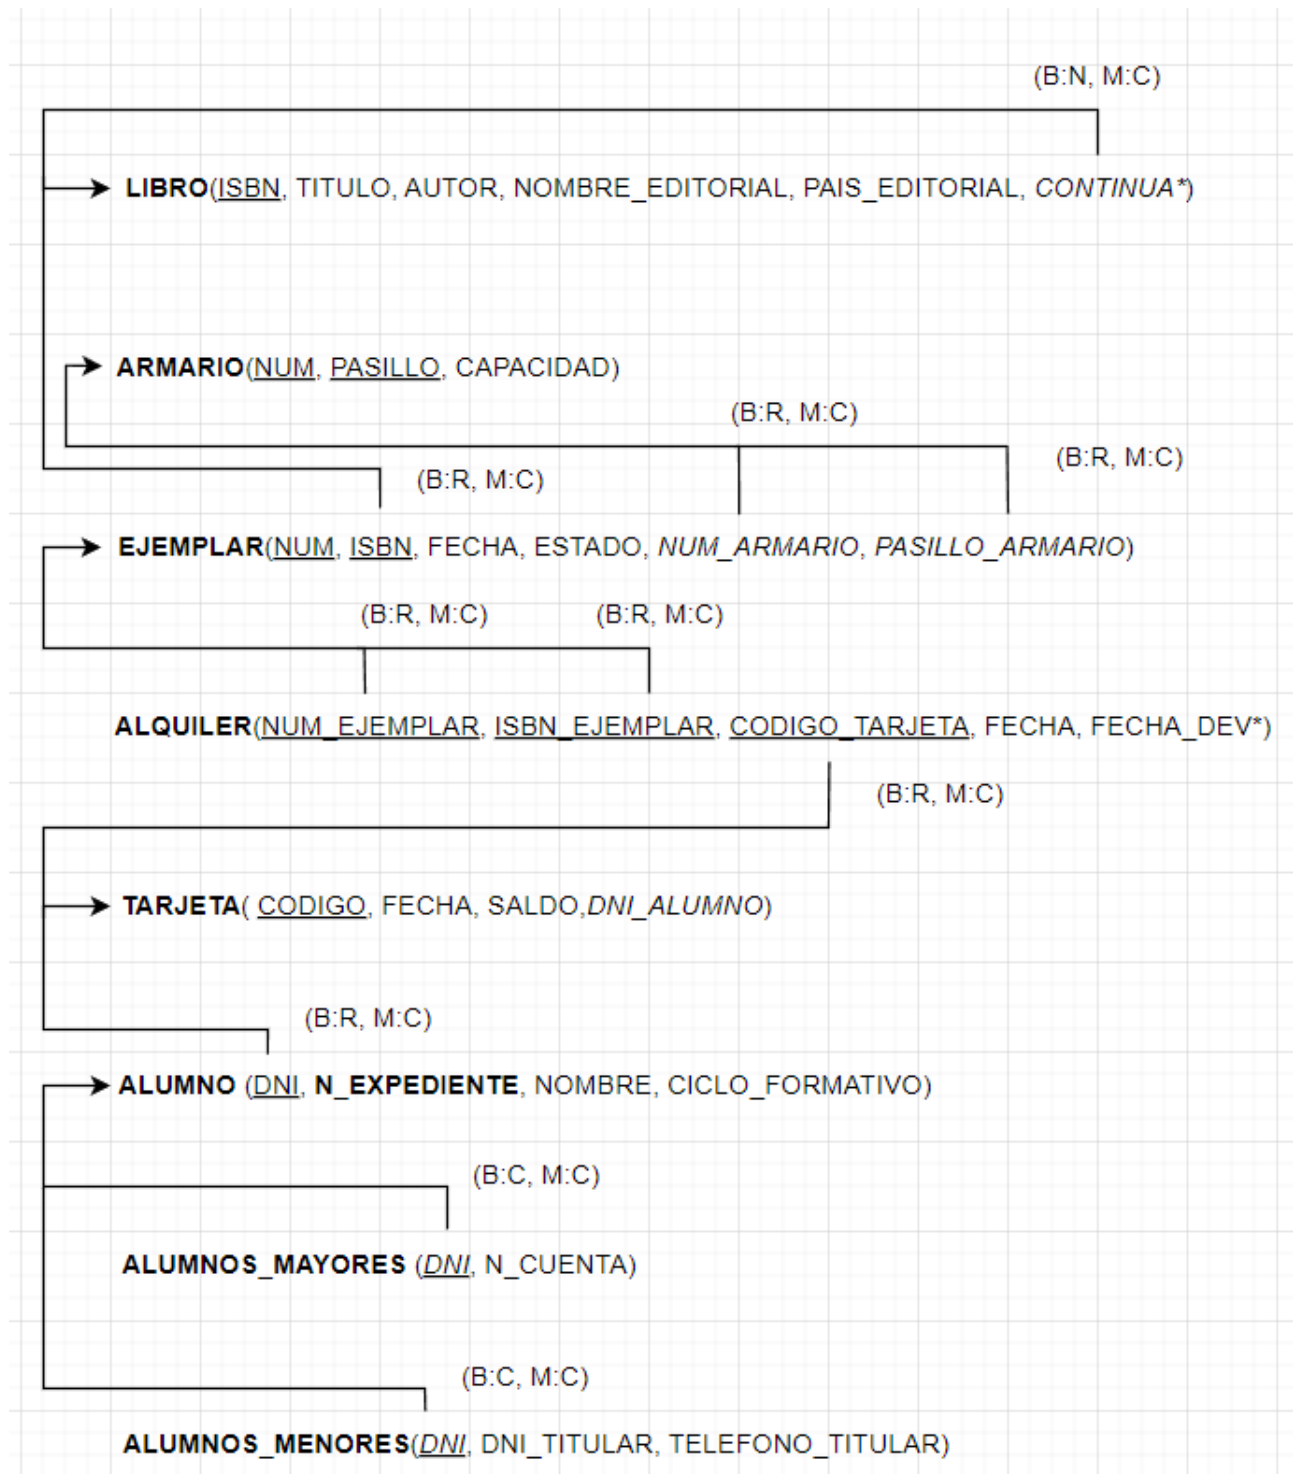 (B:N, M:C)
LIBRO(ISBN, TITULO, AUTOR, NOMBRE_EDITORIAL, PAIS_EDITORIAL, CONTINUA*)
ARMARIO(NUM, PASILLO, CAPACIDAD)
(B:R, M:C)
(B:R, M:C)
(B:R, M:C)
EJEMPLAR(NUM, ISBN, FECHA, ESTADO, NUM_ARMARIO, PASILLO_ARMARIO)
(B:R, M:C) (B:R, M:C)
ALQUILER(NUM_EJEMPLAR, ISBN_EJEMPLAR, CODIGO_TARJETA, FECHA, FECHA_DEV*)
(B:R, M:C)
TARJETA( CODIGO, FECHA, SALDO,DNI_ALUMNO)
(B:R, M:C)
ALUMNO (DNI, N_EXPEDIENTE, NOMBRE, CICLO_FORMATIVO)
(B:C, M:C)
ALUMNOS_MAYORES (DNI, N_CUENTA)
(B:C, M:C)
ALUMNOS_MENORES(DNI, DNI_TITULAR, TELEFONO_TITULAR)